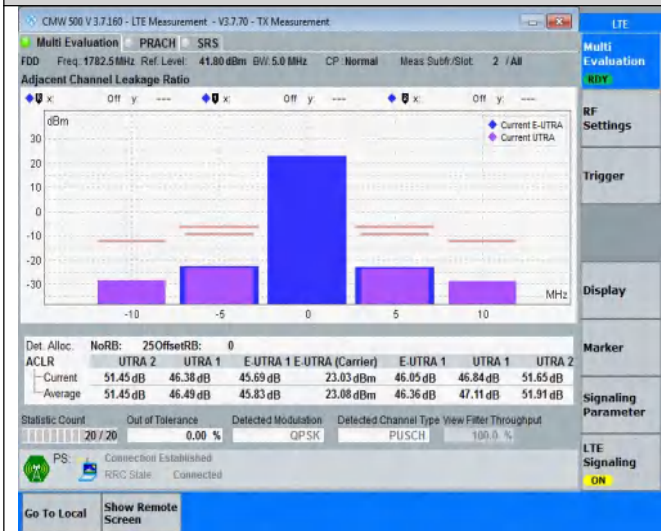 CMW 500 V 3.7.160 - LTE Measurement - V3.7.70 - TX Measurement
LTE
Multi Evaluation PRACH SRS
FDD Freq: 1782.5 MHz Ref. Level: 41.80 dBm BW: 5.0 MHz CP: Normal Meas Subfr./Slot: 2 / All
Adjacent Channel Leakage Ratio
x: Off y: --- x: Off y: --- x: Off y: ---
dBm
Current E-UTRA
Current UTRA
30
20
10
0
-10
-20
-30
MHz
-10 -5 0 5 10
Det. Alloc. NoRB: 25OffsetRB: 0
ACLR UTRA 2 UTRA 1 E-UTRA 1 E-UTRA (Carrier) E-UTRA 1 UTRA 1 UTRA 2
Current 51.45 dB 46.38 dB 45.69 dB 23.03 dBm 46.05 dB 46.84 dB 51.65 dB
Average 51.45 dB 46.49 dB 45.83 dB 23.08 dBm 46.36 dB 47.11 dB 51.91 dB
Statistic Count Out of Tolerance Detected Modulation Detected Channel Type View Filter Throughput
20 / 20 0.00 % QPSK PUSCH 100.0 %
PS: Connection Established
RRC State Connected
Multi
Evaluation
RDY
RF
Settings
Trigger
Display
Marker
Signaling
Parameter
LTE
Signaling
ON
Go To Local
Show Remote
Screen